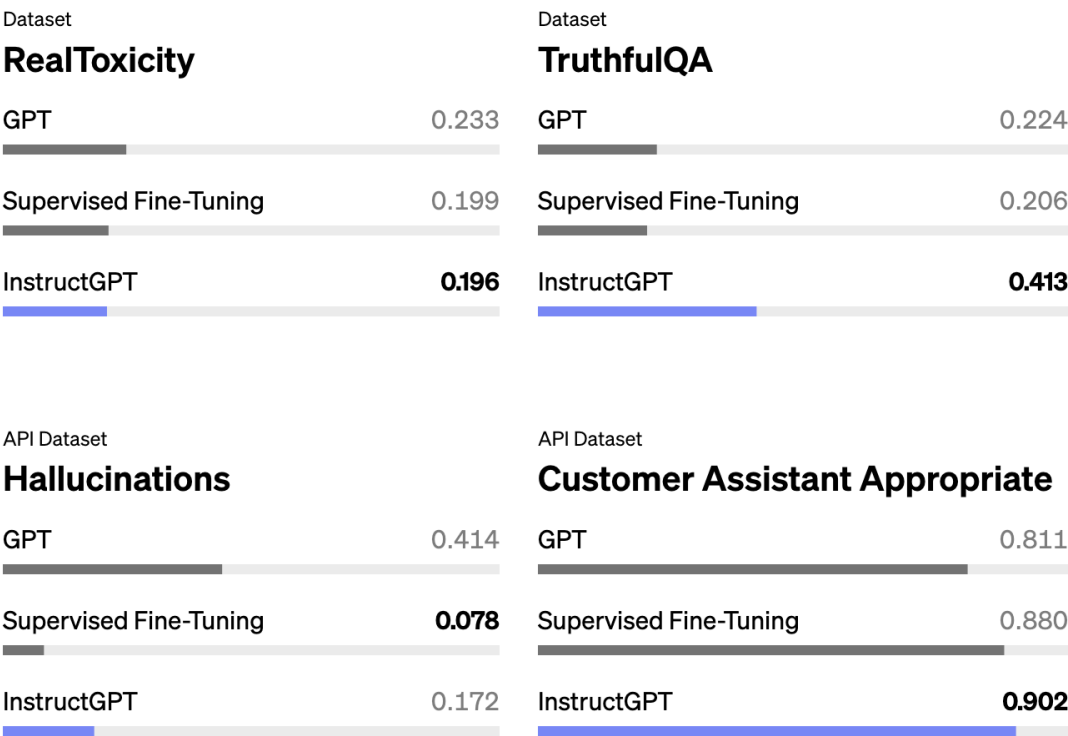 Dataset
RealToxicity
GPT 0.233
Supervised Fine-Tuning 0.199
InstructGPT 0.196
Dataset
TruthfulQA
GPT 0.224
Supervised Fine-Tuning 0.206
InstructGPT 0.413
API Dataset
Hallucinations
GPT 0.414
Supervised Fine-Tuning 0.078
InstructGPT 0.172
API Dataset
Customer Assistant Appropriate
GPT 0.811
Supervised Fine-Tuning 0.880
InstructGPT 0.902